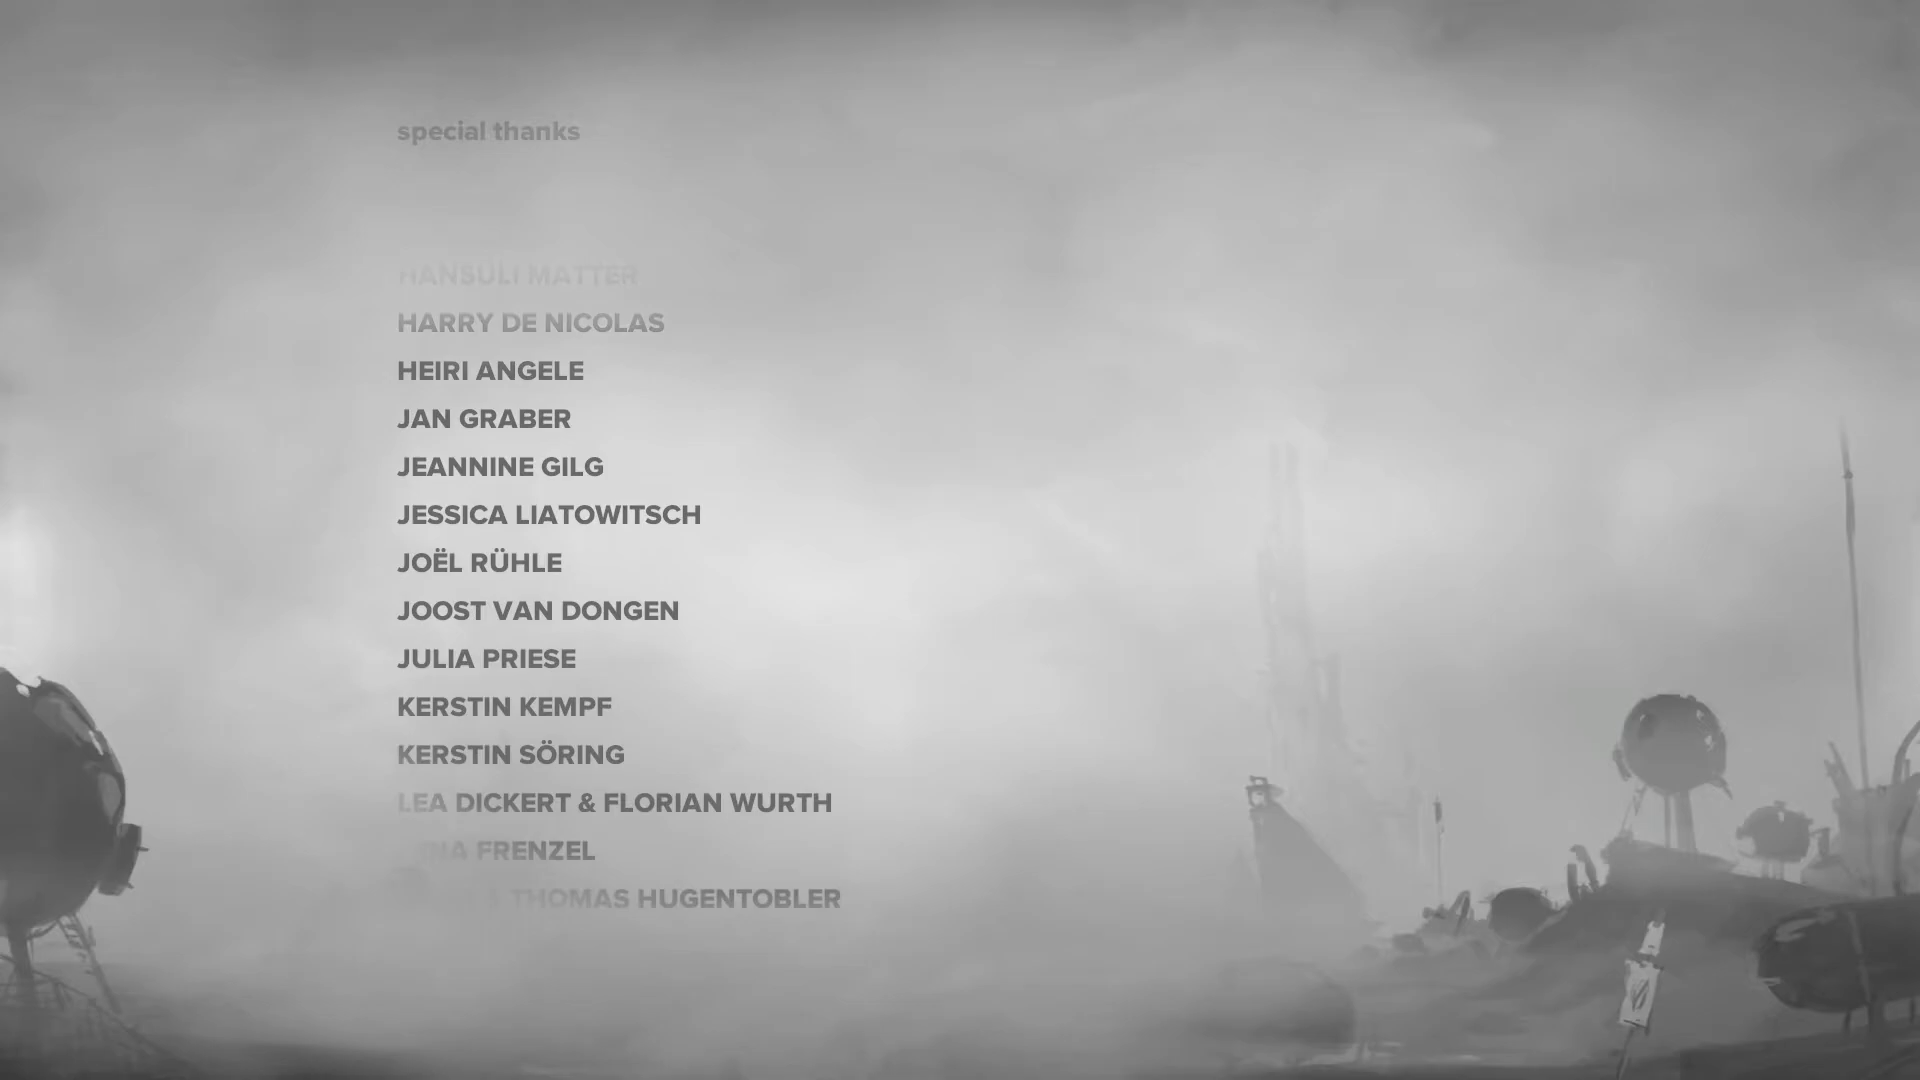 special thanks
HANSULI MATTER
HARRY DE NICOLAS
HEIRI ANGELE
JAN GRABER
JEANNINE GILG
JESSICA LIATOWITSCH
JOËL RÜHLE
JOOST VAN DONGEN
JULIA PRIESE
KERSTIN KEMPF
KERSTIN SÖRING
LEA DICKERT & FLORIAN WURTH
FRENZEL
& THOMAS HUGENTOBLER